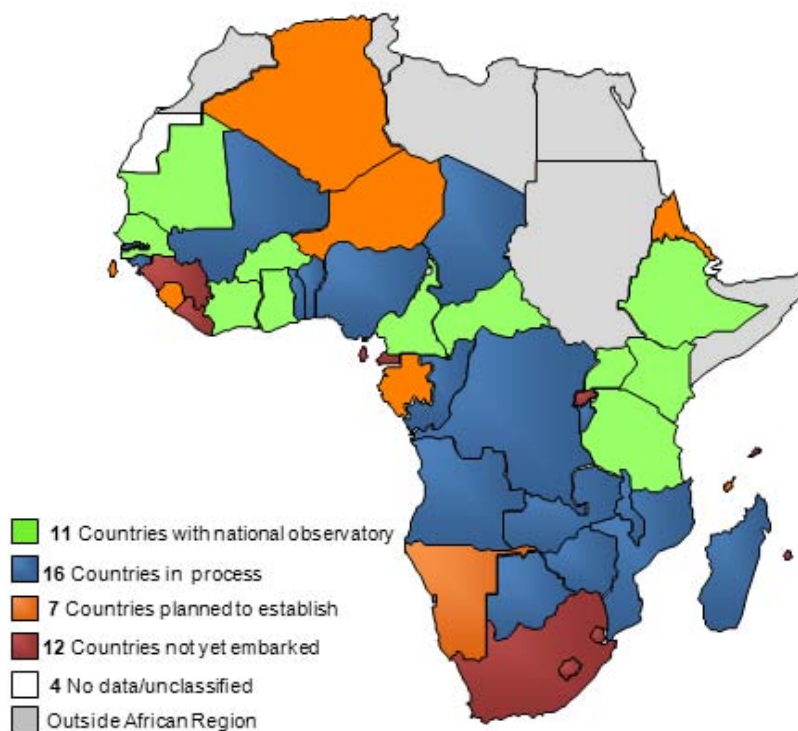 11 Countries with national observatory
16 Countries in process
7 Countries planned to establish
12 Countries not yet embarked
4 No data/unclassified
Outside African Region